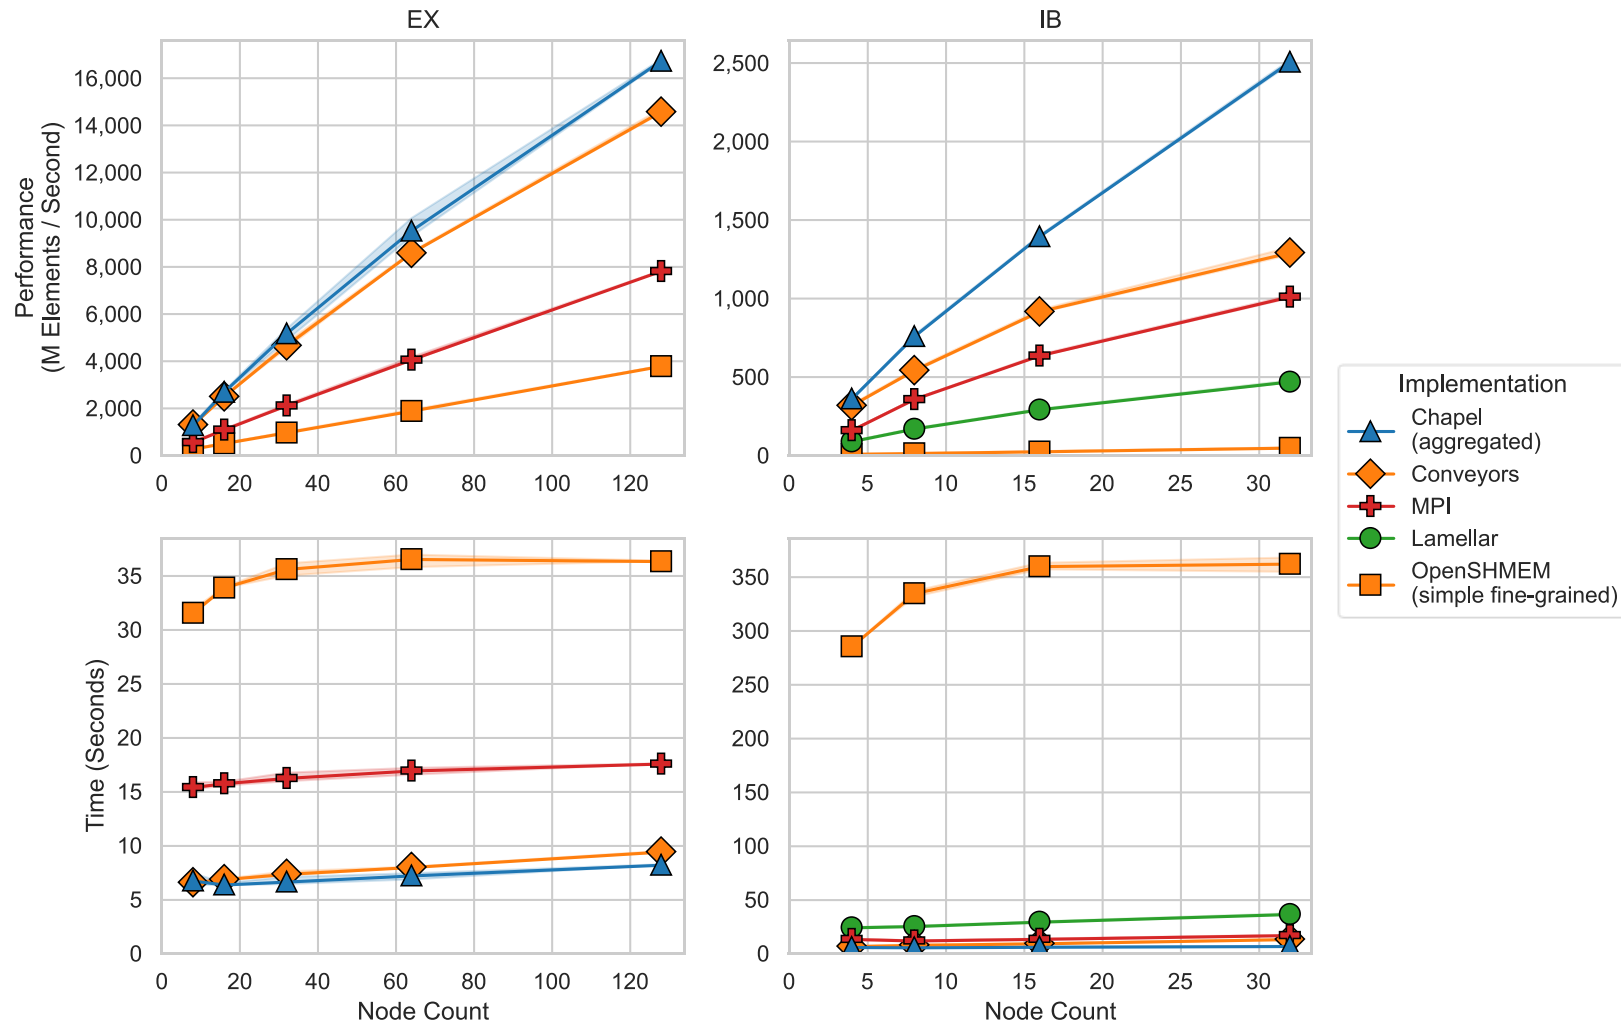 EX
IB
Performance
(M Elements / Second)
16,000
14,000
12,000
10,000
8,000
6,000
4,000
2,000
0
0 20 40 60 80 100 120
2,500
2,000
1,500
1,000
500
0
0 5 10 15 20 25 30
Time (Seconds)
35
30
25
20
15
10
5
0
0 20 40 60 80 100 120
Node Count
350
300
250
200
150
100
50
0
0 5 10 15 20 25 30
Node Count
Implementation
Chapel
(aggregated)
Conveyors
MPI
Lamellar
OpenSHMEM
(simple fine-grained)